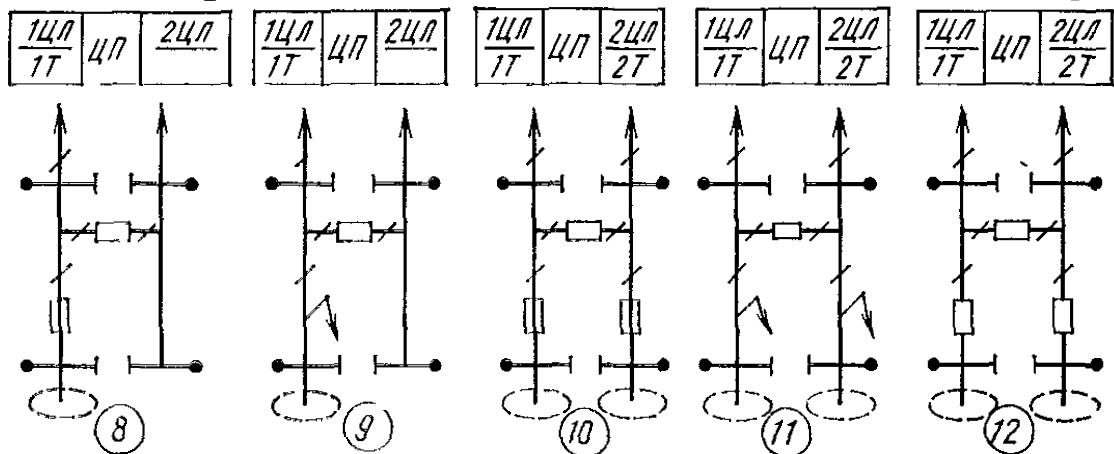 1ЦЛ ЦП 2ЦЛ 1ЦЛ ЦП 2ЦЛ 1ЦЛ ЦП 2ЦЛ 1ЦЛ ЦП 2ЦЛ 1ЦЛ ЦП 2ЦЛ
1Т 1Т 1Т 2Т 1Т 2Т 1Т 2Т
8 9 10 11 12